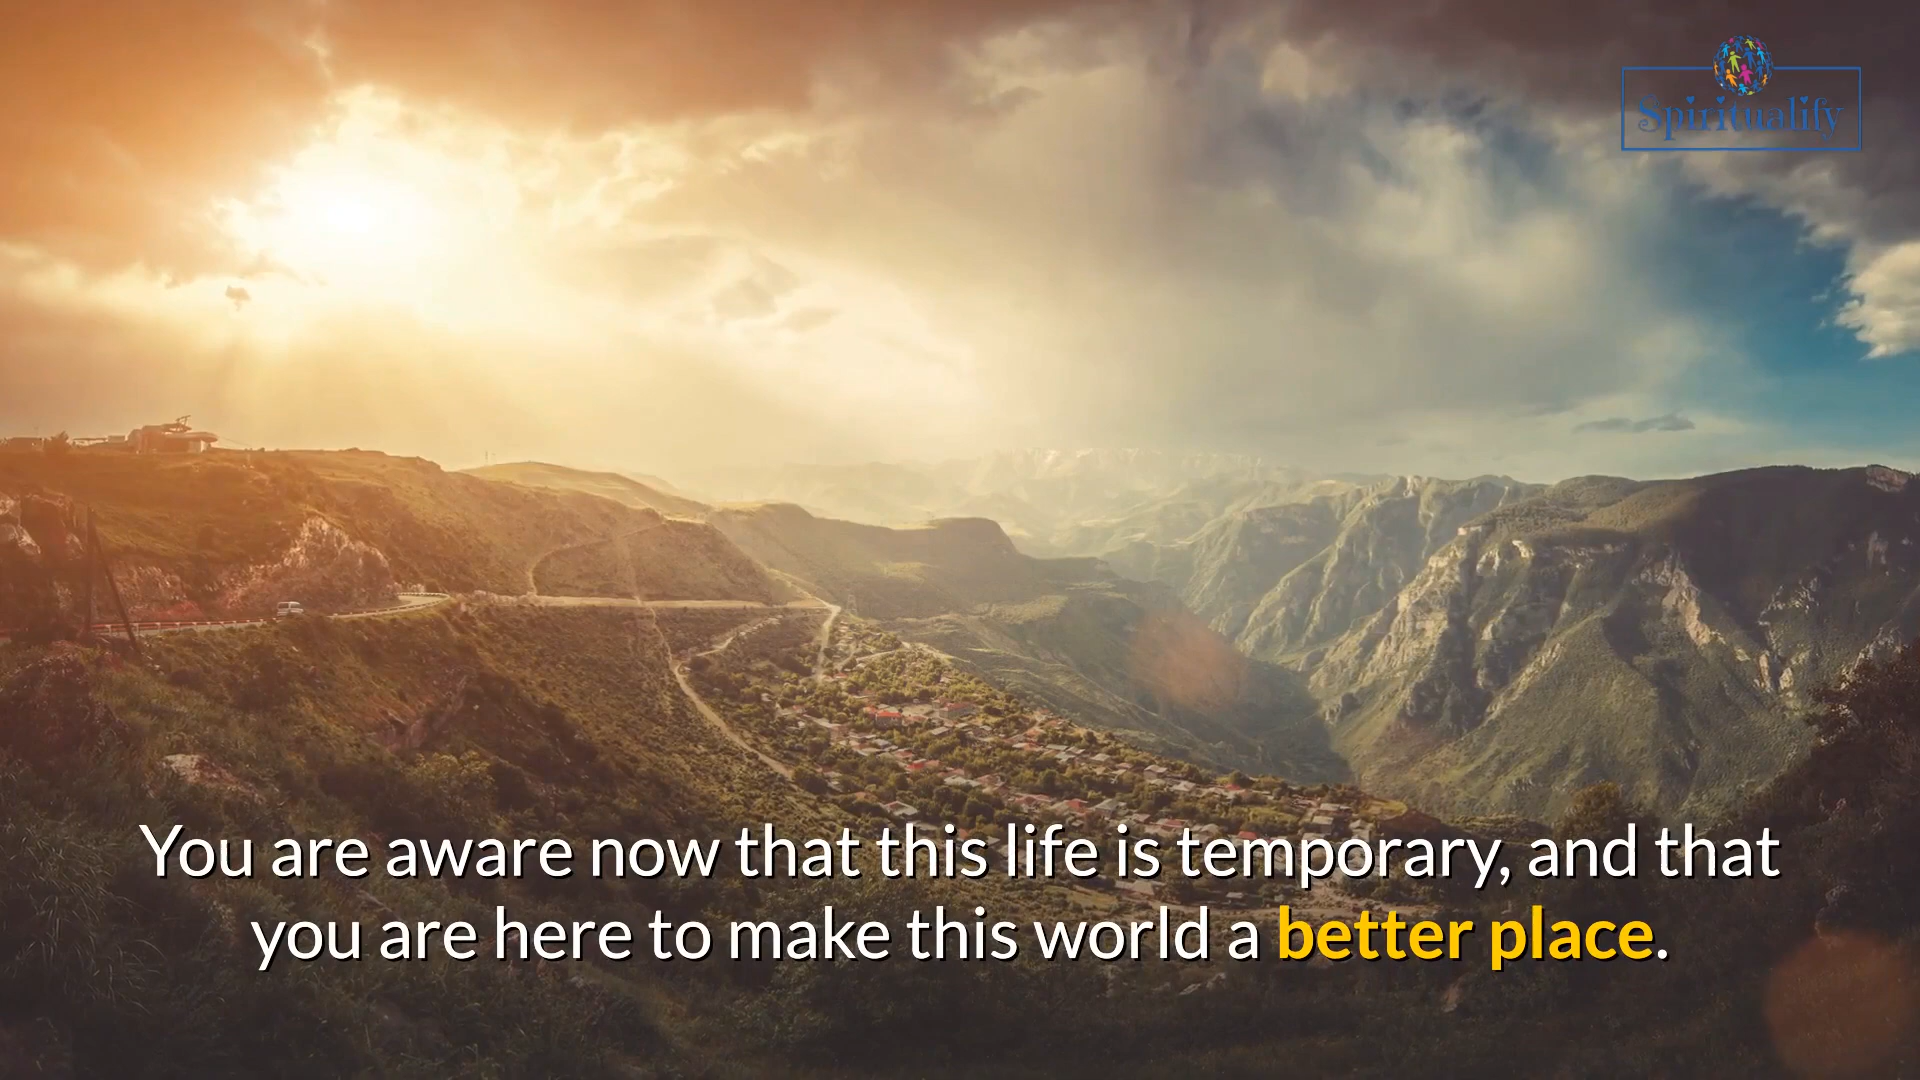 Spiritualify
You are aware now that this life is temporary, and that
you are here to make this world a better place.